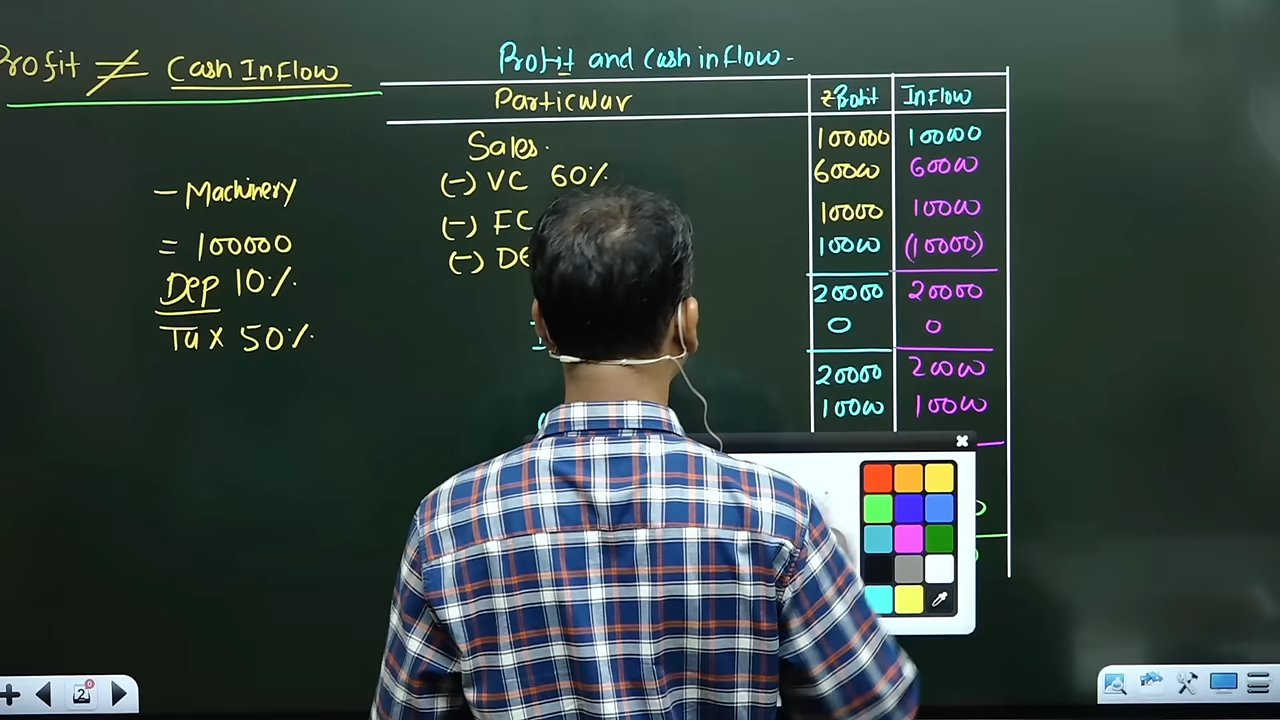 Profit ≠ Cash Inflow
Profit and Cash inflow -
Particular ₹ Profit Inflow
Sales. 100000 100000
(-) VC 60% 60000 60000
(-) FC 10000 10000
(-) DE 10000 (10000)
20000 20000
0 0
20000 20000
10000 10000
- Machinery
= 100000
Dep 10%
Tax 50%
2